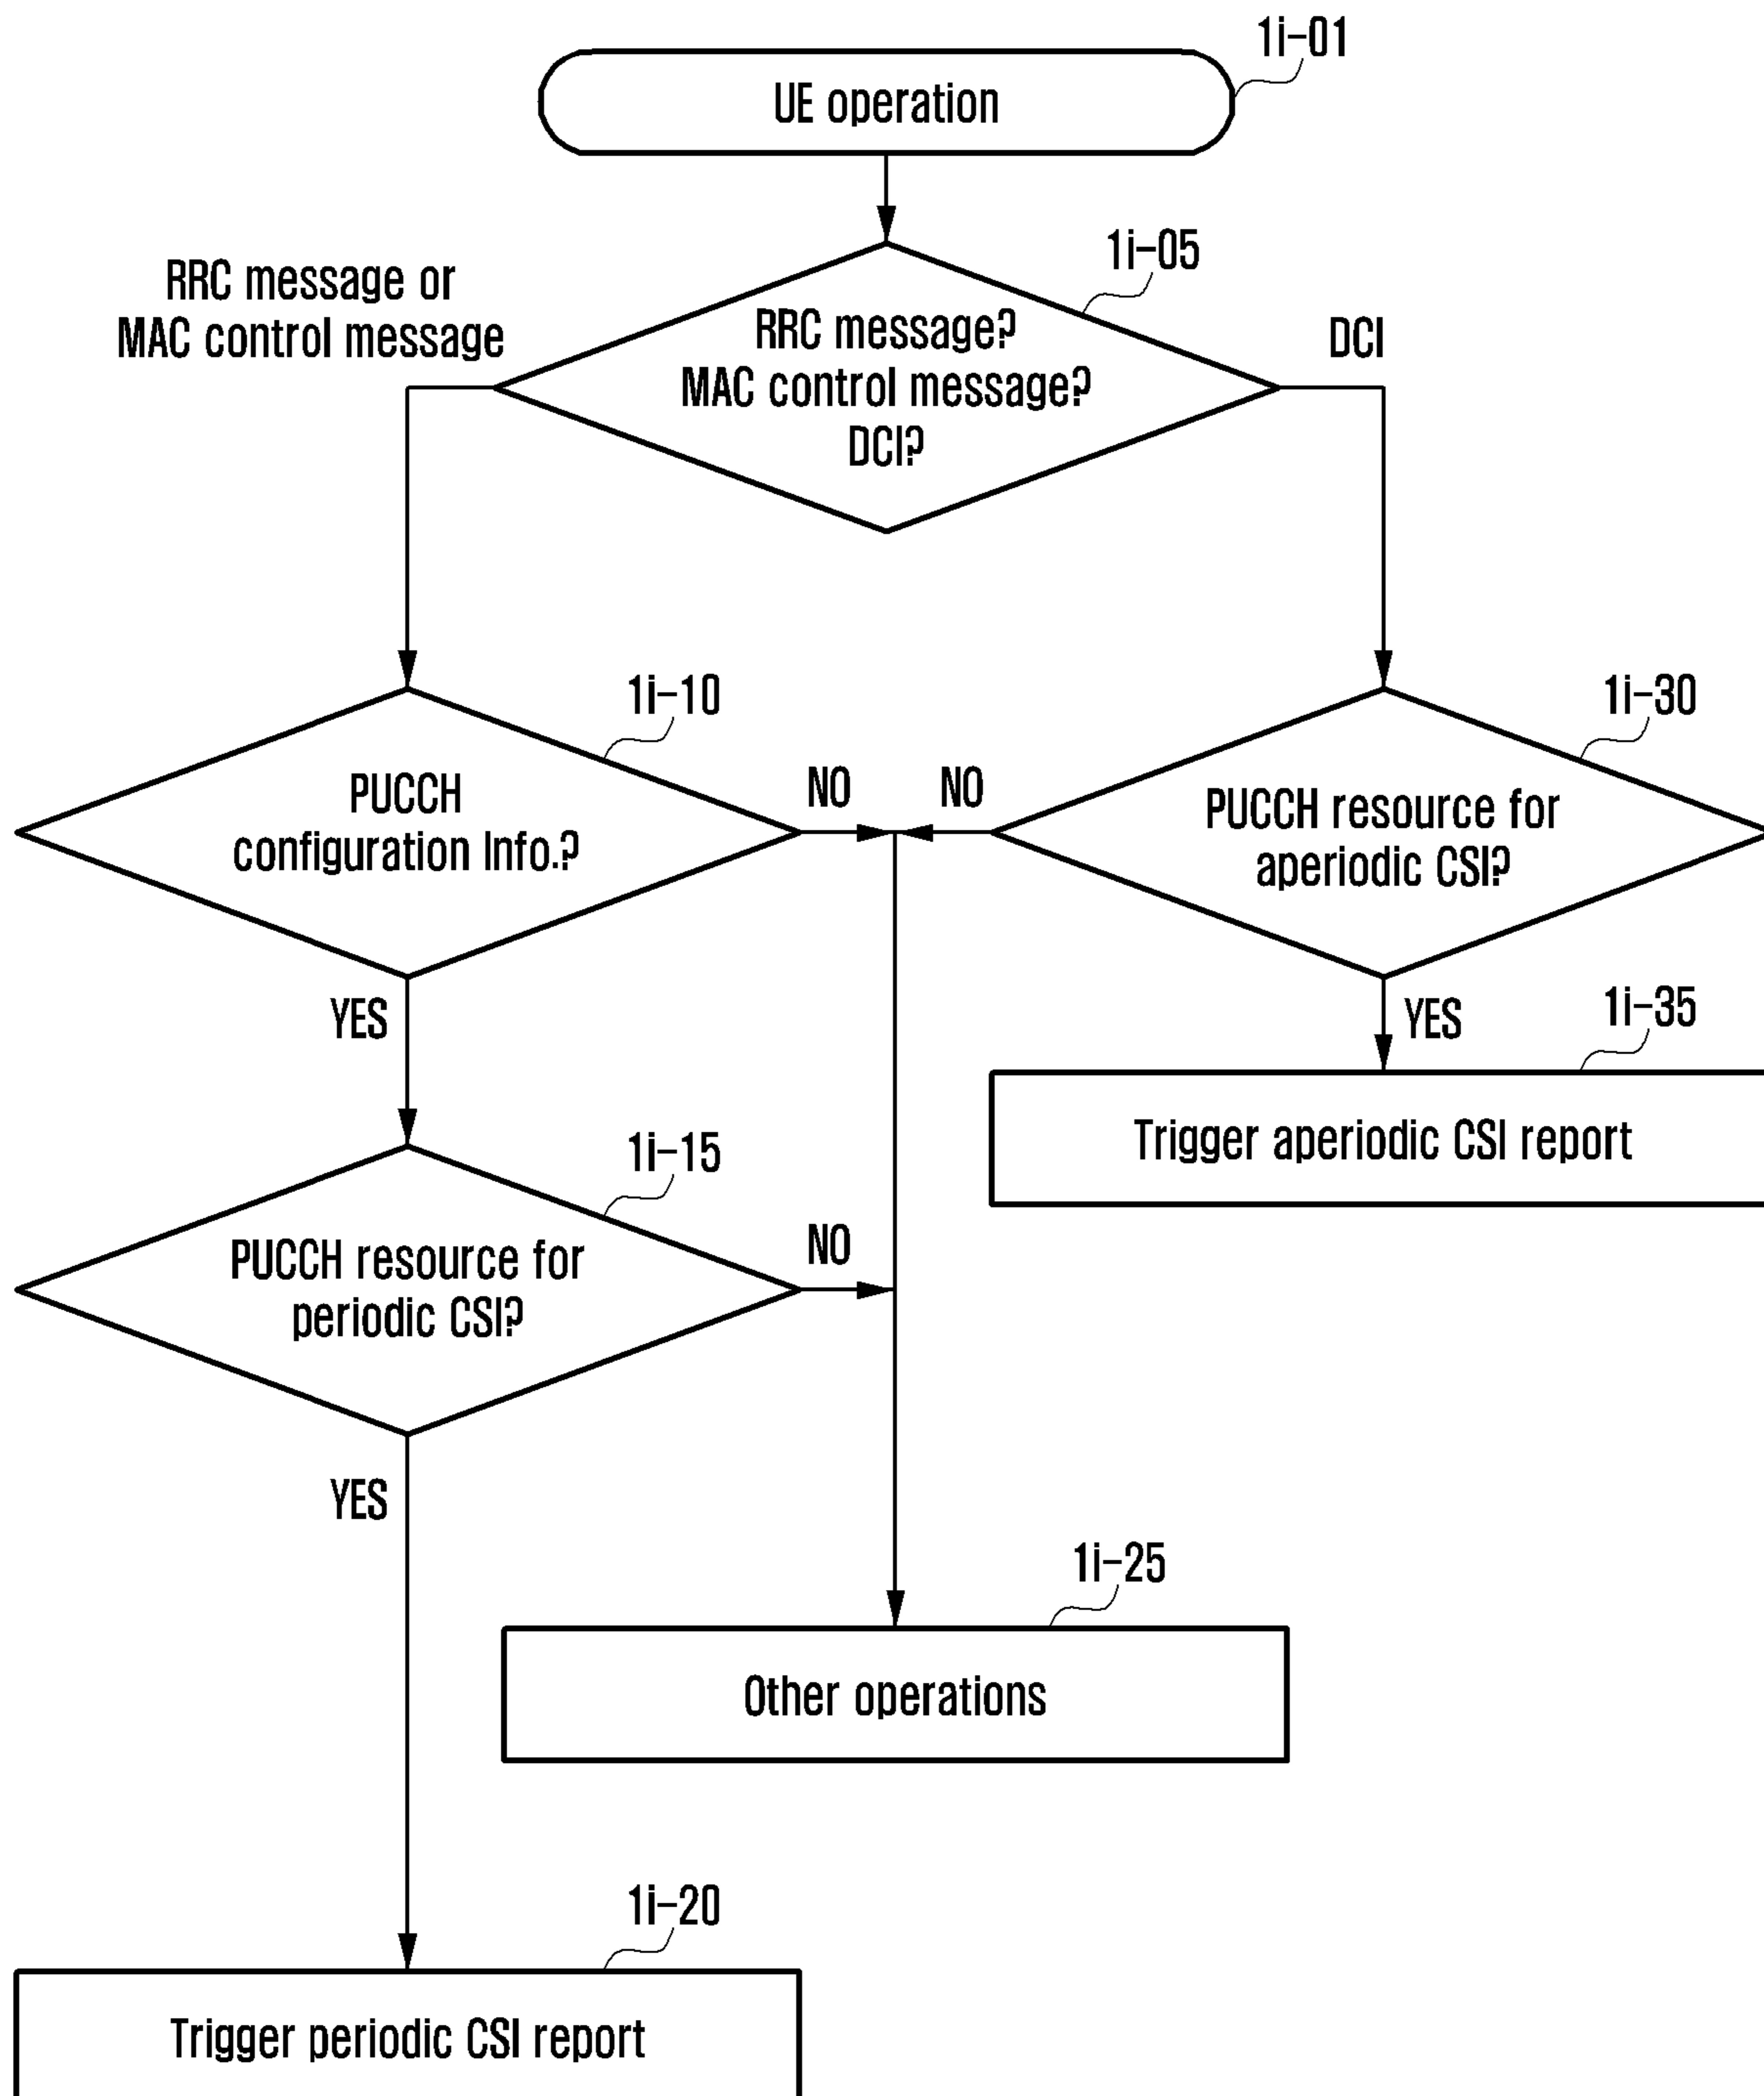 1i-01
UE operation
1i-05
RRC message or
MAC control message
RRC message?
MAC control message?
DCI?
DCI
1i-10
PUCCH
configuration Info.?
NO
NO
1i-30
PUCCH resource for
aperiodic CSI?
YES
YES
1i-35
Trigger aperiodic CSI report
1i-15
PUCCH resource for
periodic CSI?
NO
YES
1i-25
Other operations
1i-20
Trigger periodic CSI report